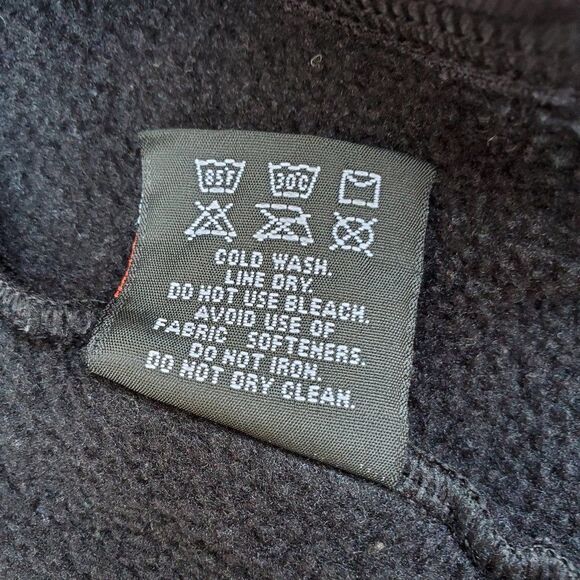 85F 30C
COLD WASH.
LINE DRY.
DO NOT USE BLEACH.
AVOID USE OF
FABRIC SOFTENERS.
DO NOT IRON.
DO NOT DRY CLEAN.